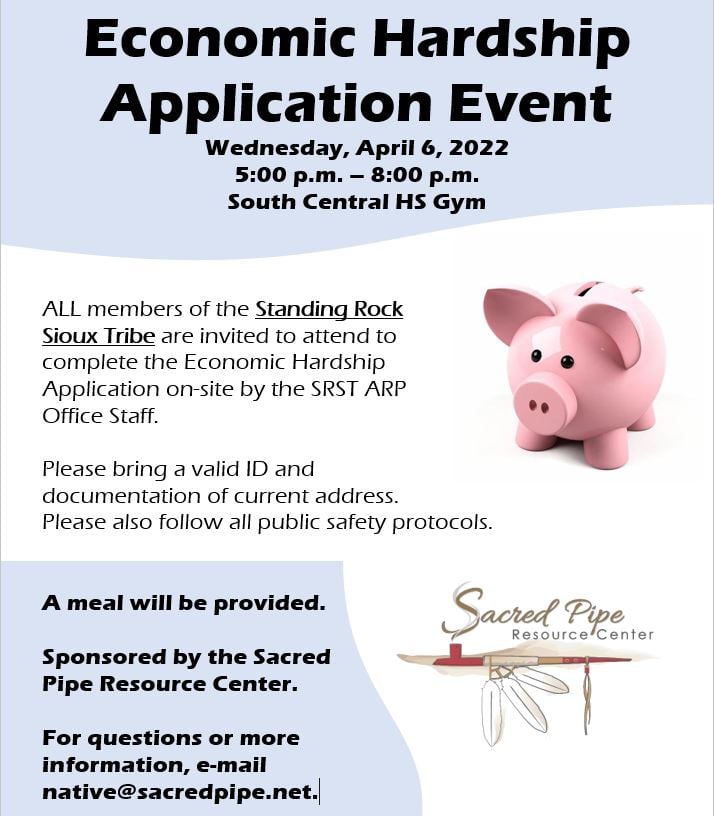 Economic Hardship
Application Event
Wednesday, April 6, 2022
5:00 p.m. – 8:00 p.m.
South Central HS Gym
ALL members of the Standing Rock
Sioux Tribe are invited to attend to
complete the Economic Hardship
Application on-site by the SRST ARP
Office Staff.
Please bring a valid ID and
documentation of current address.
Please also follow all public safety protocols.
A meal will be provided.
Sponsored by the Sacred
Pipe Resource Center.
For questions or more
information, e-mail
native@sacredpipe.net.
Sacred Pipe
Resource Center